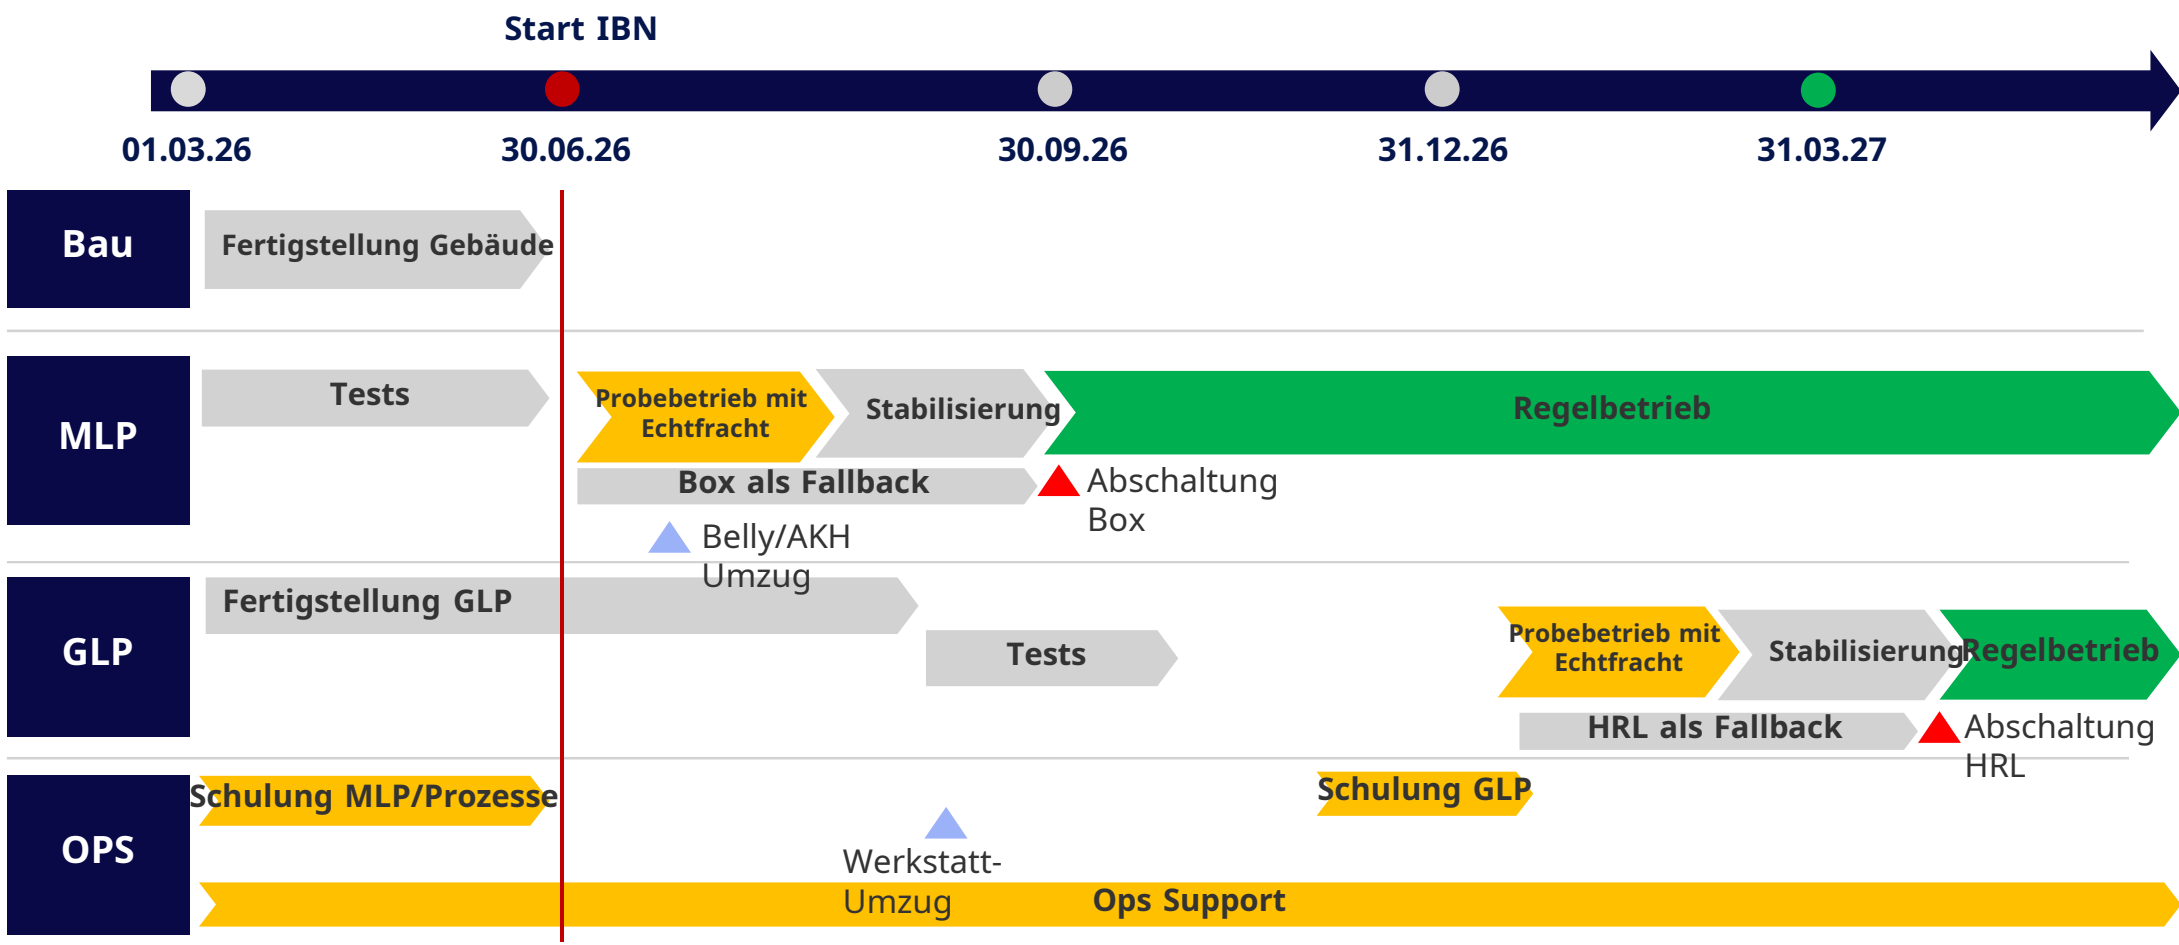 Start IBN
01.03.26
30.06.26
30.09.26
31.12.26
31.03.27
Bau
Fertigstellung Gebäude
MLP
Tests
Probebetrieb mit
Echtfracht
Stabilisierung
Regelbetrieb
Box als Fallback
Abschaltung
Box
Belly/AKH
Umzug
GLP
Fertigstellung GLP
Tests
Probebetrieb mit
Echtfracht
Stabilisierung
Regelbetrieb
HRL als Fallback
Abschaltung
HRL
OPS
Schulung MLP/Prozesse
Schulung GLP
Werkstatt-
Umzug
Ops Support